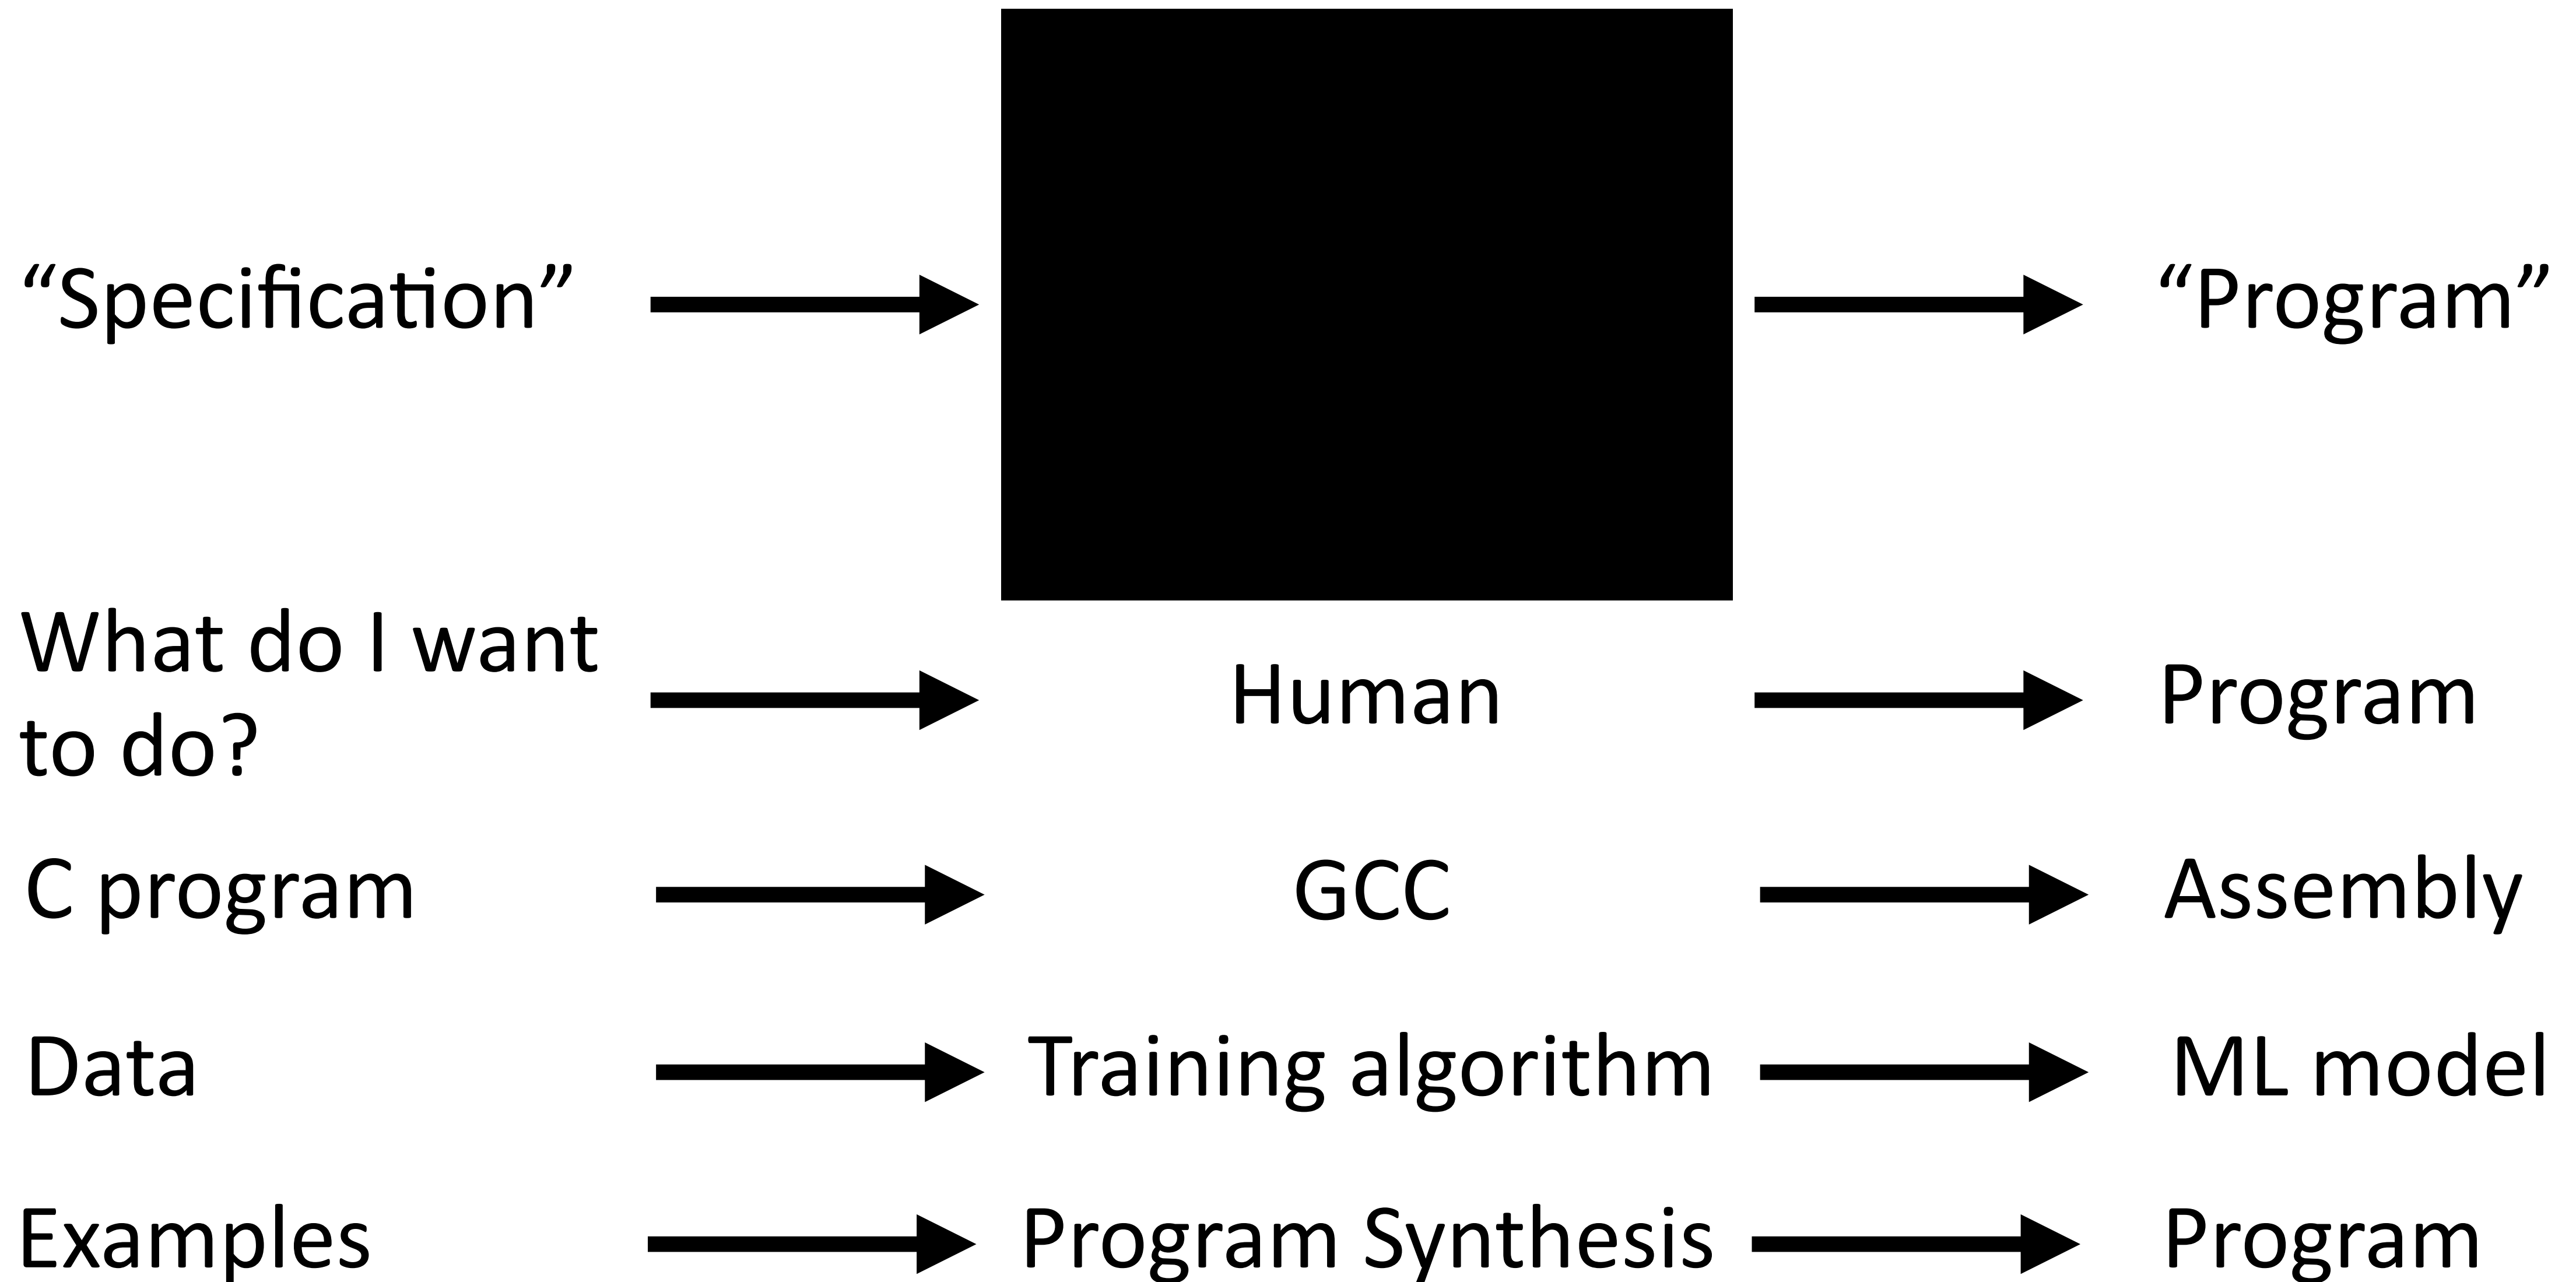 “Specification”
“Program”
What do I want
to do?
Human
Program
C program
GCC
Assembly
Data
Training algorithm
ML model
Examples
Program Synthesis
Program